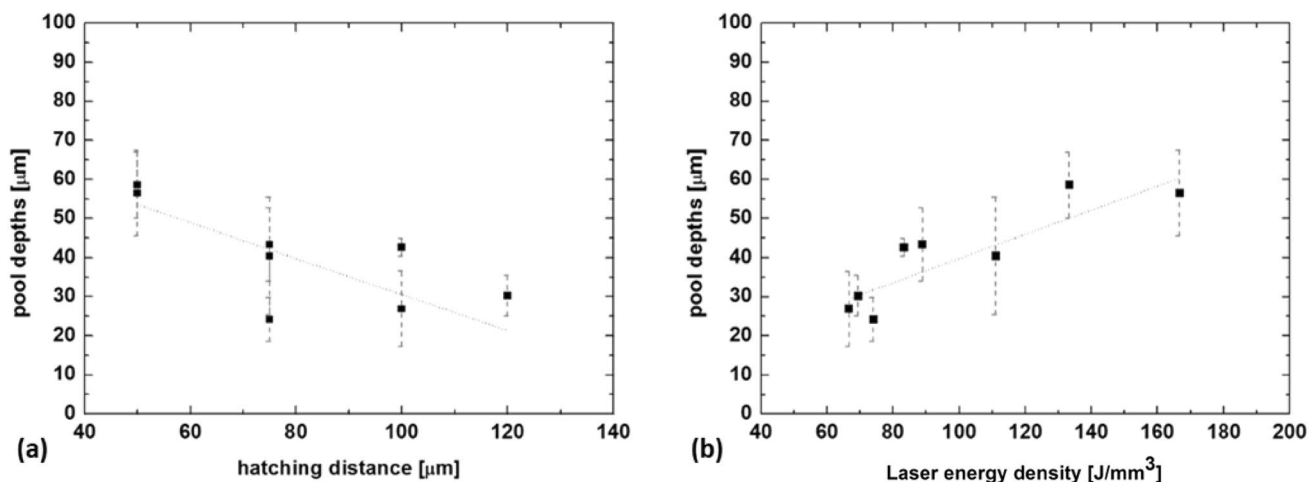 100
90
80
70
60
50
40
30
20
10
0
pool depths [μm]
40 60 80 100 120 140
hatching distance [μm]
(a)
100
90
80
70
60
50
40
30
20
10
0
pool depths [μm]
40 60 80 100 120 140 160 180 200
Laser energy density [J/mm³]
(b)